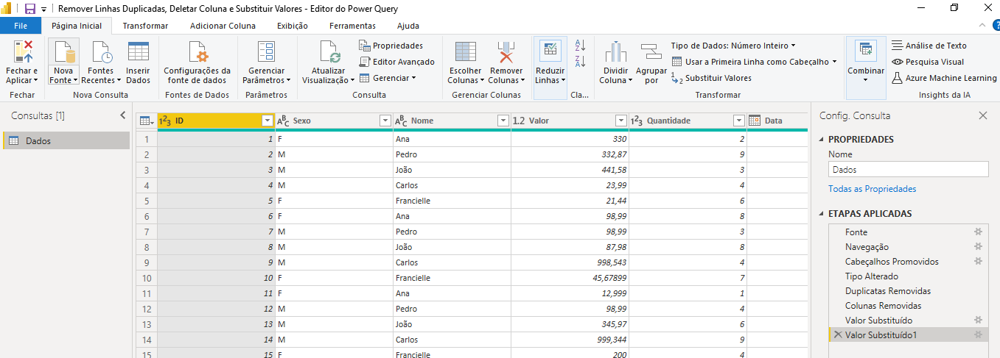 Remover Linhas Duplicadas, Deletar Coluna e Substituir Valores - Editor do Power Query
File Página Inicial Transformar Adicionar Coluna Exibição Ferramentas Ajuda
Fechar e Aplicar
Fechar
Nova Fonte
Fontes Recentes
Inserir Dados
Nova Consulta
Configurações da fonte de dados
Fontes de Dados
Gerenciar Parâmetros
Parâmetros
Atualizar Visualização
Propriedades
Editor Avançado
Gerenciar
Consulta
Escolher Colunas
Remover Colunas
Gerenciar Colunas
Reduzir Linhas
Cla...
Dividir Coluna
Agrupar por
Tipo de Dados: Número Inteiro
Usar a Primeira Linha como Cabeçalho
Substituir Valores
Transformar
Combinar
Análise de Texto
Pesquisa Visual
Azure Machine Learning
Insights da IA
Consultas [1]
Dados
ID Sexo Nome Valor Quantidade Data
1 1 F Ana 330 2
2 2 M Pedro 332,87 9
3 3 M João 441,58 3
4 4 M Carlos 23,99 4
5 5 F Francielle 21,44 6
6 6 F Ana 98,99 8
7 7 M Pedro 98,99 3
8 8 M João 87,98 8
9 9 M Carlos 998,543 4
10 10 F Francielle 45,67899 7
11 11 F Ana 12,999 1
12 12 M Pedro 98,99 4
13 13 M João 345,97 6
14 14 M Carlos 999,344 9
15 15 F Francielle 200 4
Config. Consulta
PROPRIEDADES
Nome
Dados
Todas as Propriedades
ETAPAS APLICADAS
Fonte
Navegação
Cabeçalhos Promovidos
Tipo Alterado
Duplicatas Removidas
Colunas Removidas
Valor Substituído
Valor Substituído1